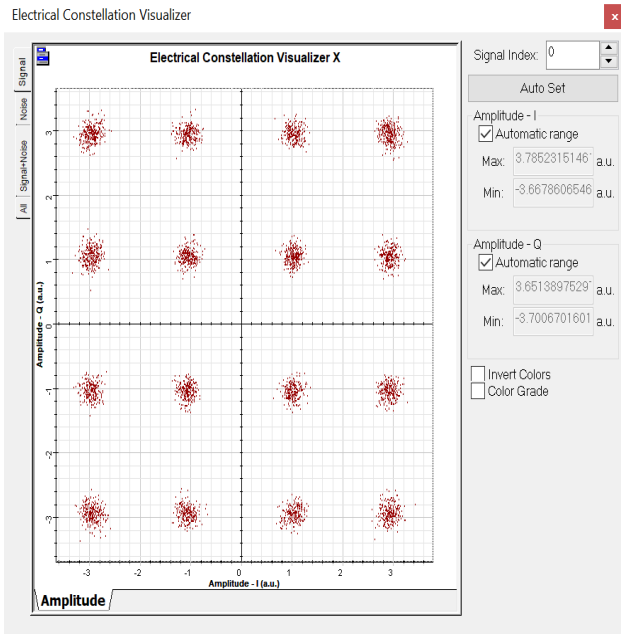 Electrical Constellation Visualizer
x
Electrical Constellation Visualizer X
Signal
Noise
Signal+Noise
All
Amplitude - Q (a.u.)
3
2
1
0
-1
-2
-3
-3 -2 -1 0 1 2 3
Amplitude - I (a.u.)
Amplitude
Signal Index: 0
Auto Set
Amplitude - I
Automatic range
Max: 3.7852315146 a.u.
Min: -3.6678606546 a.u.
Amplitude - Q
Automatic range
Max: 3.6513897529 a.u.
Min: -3.7006701601 a.u.
Invert Colors
Color Grade